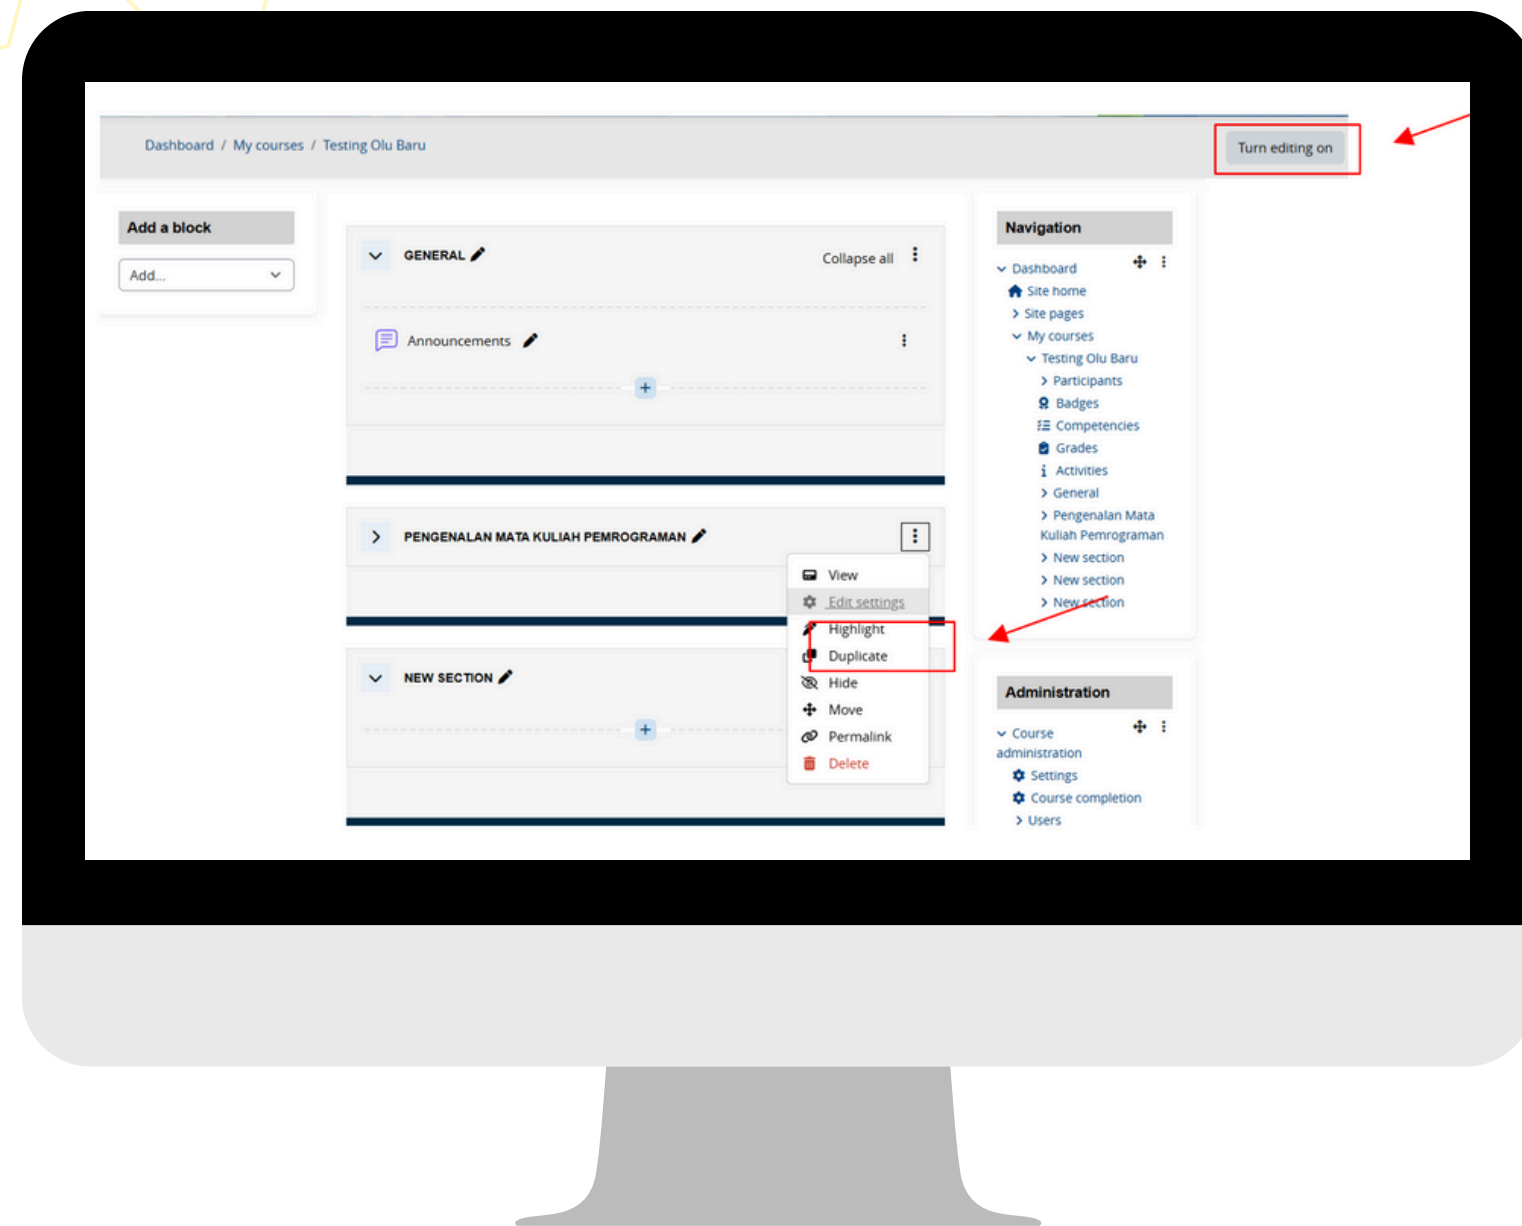 Dashboard / My courses / Testing Olu Baru
Turn editing on
Add a block
Add...
GENERAL
Collapse all
Announcements
PENGENALAN MATA KULIAH PEMROGRAMAN
View
Edit settings
Highlight
Duplicate
Hide
Move
Permalink
Delete
NEW SECTION
Navigation
Dashboard
Site home
Site pages
My courses
Testing Olu Baru
Participants
Badges
Competencies
Grades
Activities
General
Pengenalan Mata
Kuliah Pemrograman
New section
New section
New section
Administration
Course
administration
Settings
Course completion
Users